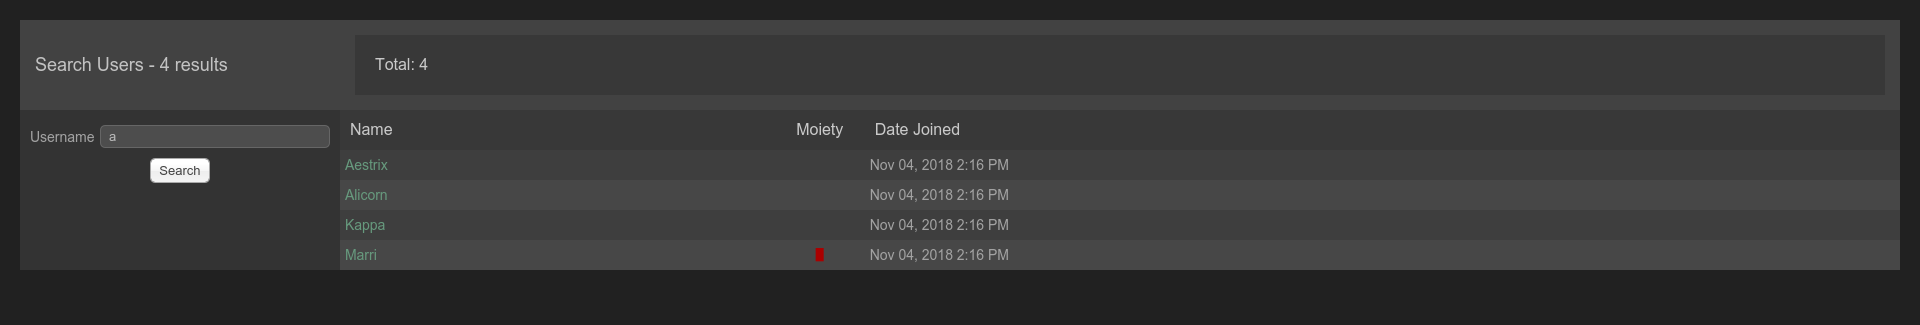 Search Users - 4 results
Total: 4
Username a
Search
Name Moiety Date Joined
Aestrix Nov 04, 2018 2:16 PM
Alicorn Nov 04, 2018 2:16 PM
Kappa Nov 04, 2018 2:16 PM
Marri Nov 04, 2018 2:16 PM